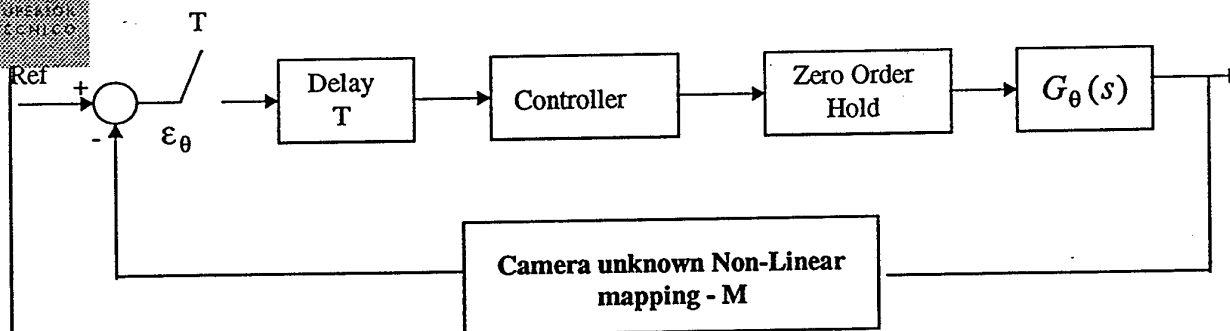 T
Ref
+
-
ε_θ
Delay
T
Controller
Zero Order
Hold
G_θ(s)
Camera unknown Non-Linear
mapping - M